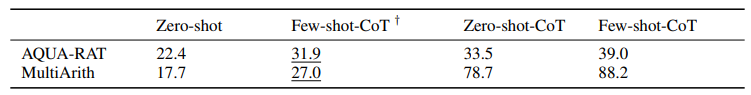 Zero-shot Few-shot-CoT † Zero-shot-CoT Few-shot-CoT
AQUA-RAT 22.4 31.9 33.5 39.0
MultiArith 17.7 27.0 78.7 88.2